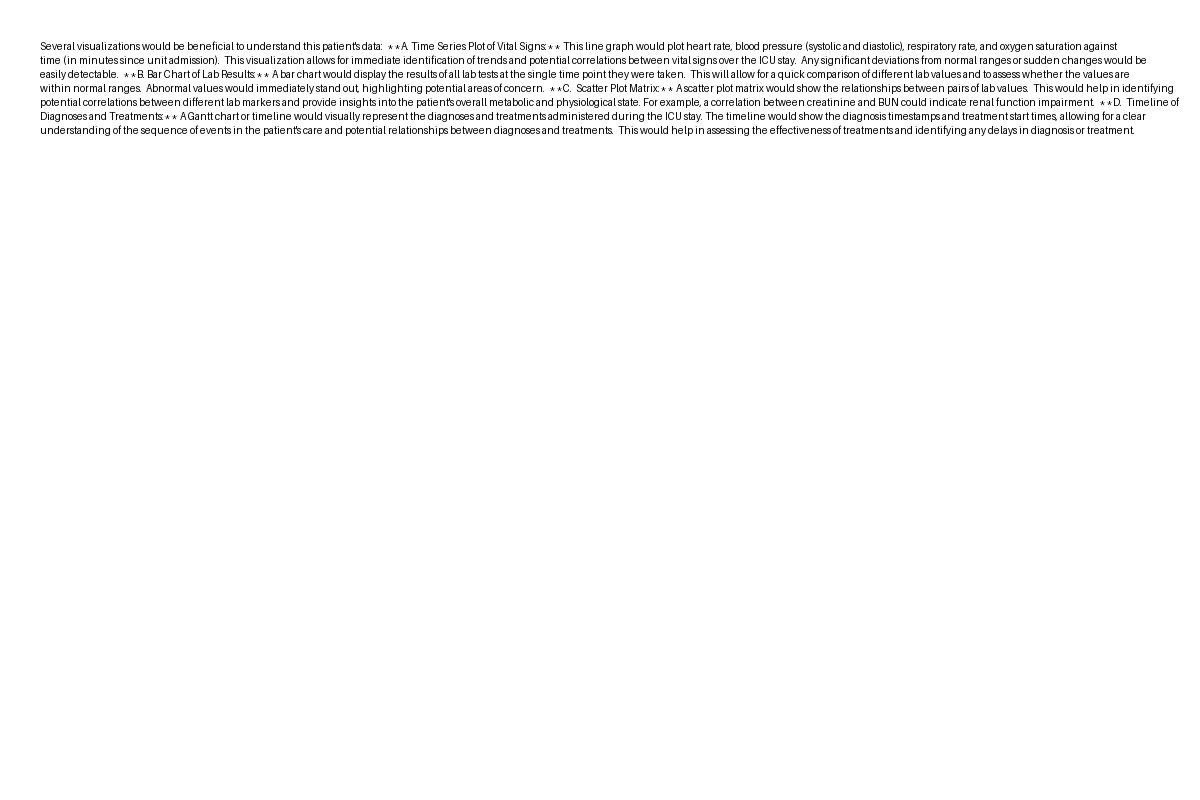 Several visualizations would be beneficial to understand this patient's data:  **A. Time Series Plot of Vital Signs:** This line graph would plot heart rate, blood pressure (systolic and diastolic), respiratory rate, and oxygen saturation against
time (in minutes since unit admission).  This visualization allows for immediate identification of trends and potential correlations between vital signs over the ICU stay.  Any significant deviations from normal ranges or sudden changes would be
easily detectable.  **B. Bar Chart of Lab Results:** A bar chart would display the results of all lab tests at the single time point they were taken.  This will allow for a quick comparison of different lab values and to assess whether the values are
within normal ranges.  Abnormal values would immediately stand out, highlighting potential areas of concern.  **C.  Scatter Plot Matrix:** A scatter plot matrix would show the relationships between pairs of lab values.  This would help in identifying
potential correlations between different lab markers and provide insights into the patient's overall metabolic and physiological state. For example, a correlation between creatinine and BUN could indicate renal function impairment.  **D.  Timeline of
Diagnoses and Treatments:** A Gantt chart or timeline would visually represent the diagnoses and treatments administered during the ICU stay. The timeline would show the diagnosis timestamps and treatment start times, allowing for a clear
understanding of the sequence of events in the patient's care and potential relationships between diagnoses and treatments.  This would help in assessing the effectiveness of treatments and identifying any delays in diagnosis or treatment.